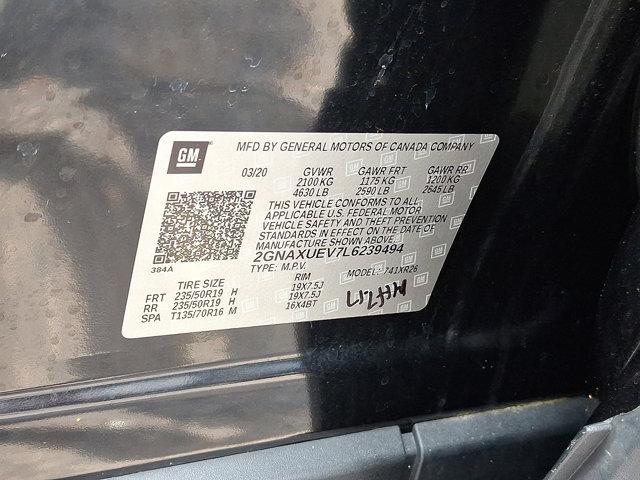 GM
MFD BY GENERAL MOTORS OF CANADA COMPANY
03/20 GVWR GAWR FRT GAWR RR
2100 KG 1175 KG 1200 KG
4630 LB 2590 LB 2645 LB
THIS VEHICLE CONFORMS TO ALL
APPLICABLE U.S. FEDERAL MOTOR
VEHICLE SAFETY AND THEFT PREVENTION
STANDARDS IN EFFECT ON DATE OF
MANUFACTURE SHOWN ABOVE.
2GNAXUEV7L6239494
384A
TYPE: M.P.V. MODEL: 741XR26
TIRE SIZE RIM
FRT 235/50R19 H 19X7.5J
RR 235/50R19 H 19X7.5J
SPA T135/70R16 M 16X4BT